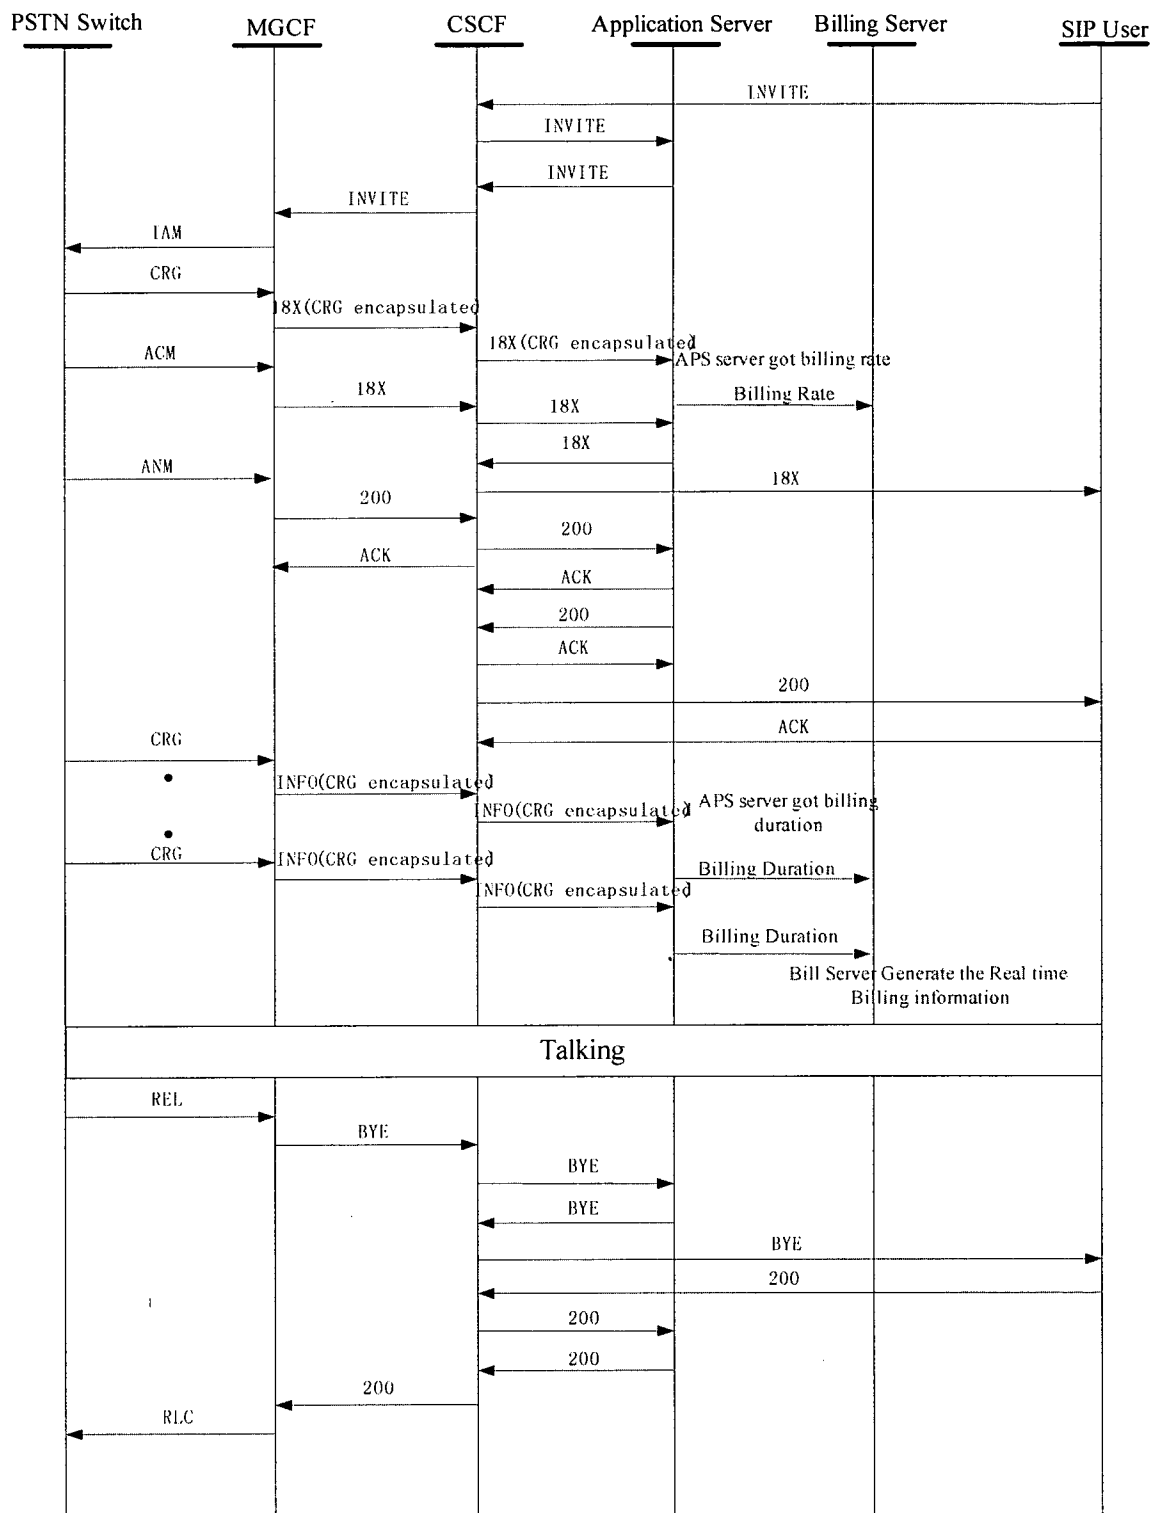 PSTN Switch
MGCF
CSCF
Application Server
Billing Server
SIP User
INVITE
INVITE
INVITE
INVITE
IAM
CRG
18X(CRG encapsulated)
18X(CRG encapsulated)
ACM
APS server got billing rate
18X
Billing Rate
18X
18X
ANM
18X
200
200
ACK
ACK
200
ACK
200
ACK
CRG
INFO(CRG encapsulated)
INFO(CRG encapsulated)
APS server got billing
duration
CRG
INFO(CRG encapsulated)
Billing Duration
INFO(CRG encapsulated)
Billing Duration
Bill Server Generate the Real time
Billing information
Talking
REL
BYE
BYE
BYE
BYE
200
200
200
200
RLC